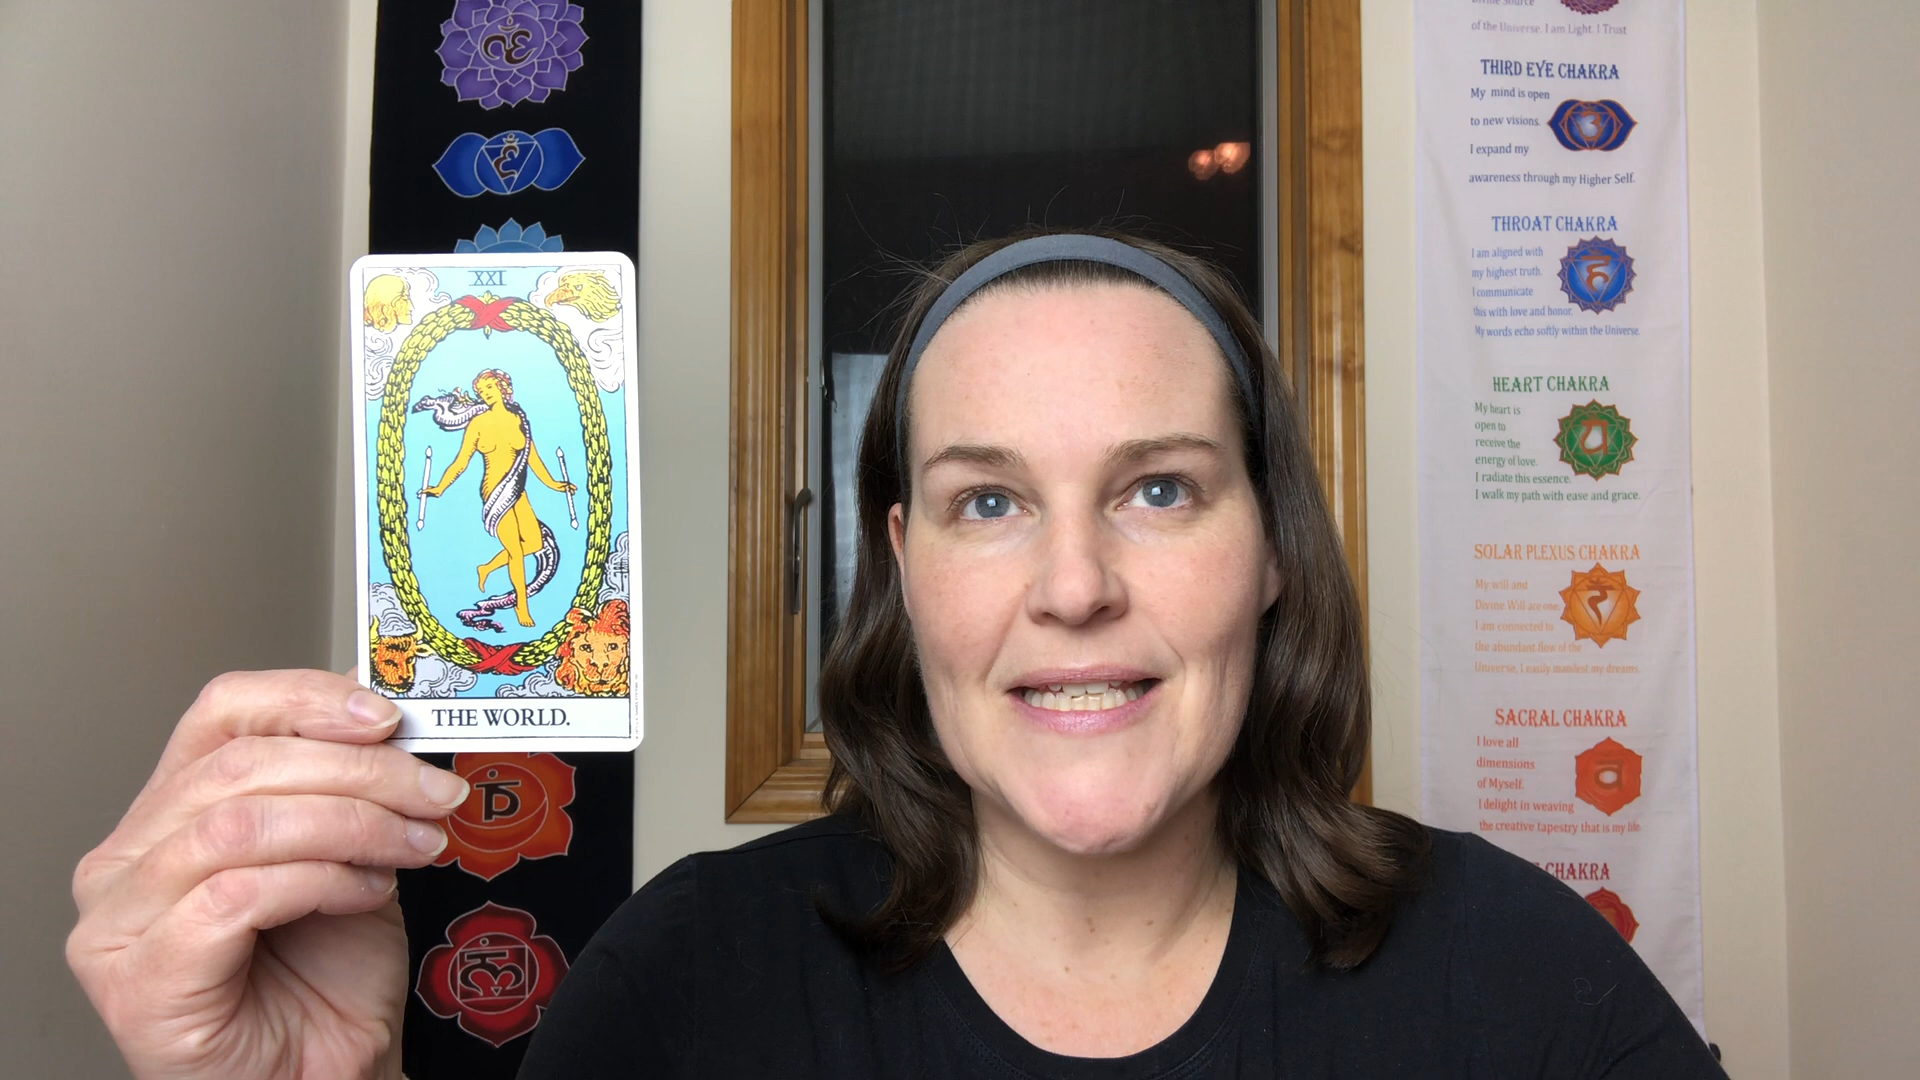 XXI
THE WORLD.
of the Universe. I am Light. I Trust
THIRD EYE CHAKRA
My mind is open
to new visions.
I expand my
awareness through my Higher Self.
THROAT CHAKRA
I am aligned with
my highest truth.
I communicate
this with love and honor.
My words echo softly within the Universe.
HEART CHAKRA
My heart is
open to
receive the
energy of love.
I radiate this essence.
I walk my path with ease and grace.
SOLAR PLEXUS CHAKRA
My will and
Divine Will are one.
I am connected to
the abundant flow of the
Universe, I easily manifest my dreams.
SACRAL CHAKRA
I love all
dimensions
of Myself.
I delight in weaving
the creative tapestry that is my life.
CHAKRA